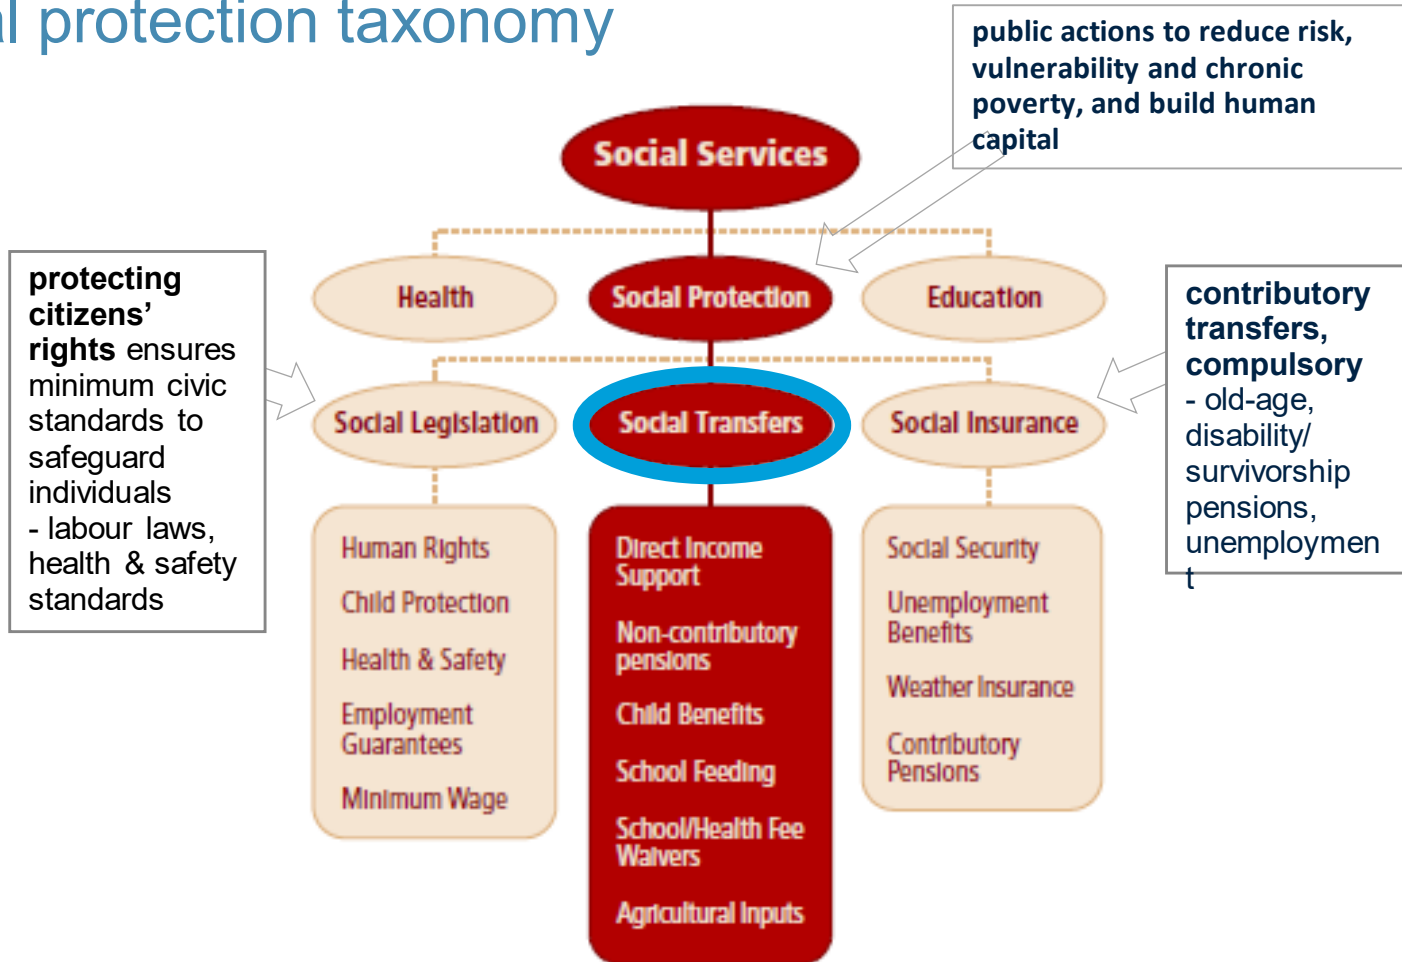 al protection taxonomy
public actions to reduce risk,
vulnerability and chronic
poverty, and build human
capital
Social Services
Health
Social Protection
Education
protecting
citizens’
rights ensures
minimum civic
standards to
safeguard
individuals
- labour laws,
health & safety
standards
contributory
transfers,
compulsory
- old-age,
disability/
survivorship
pensions,
unemploymen
t
Social Legislation
Social Transfers
Social Insurance
Human Rights
Child Protection
Health & Safety
Employment
Guarantees
Minimum Wage
Direct Income
Support
Non-contributory
pensions
Child Benefits
School Feeding
School/Health Fee
Waivers
Agricultural Inputs
Social Security
Unemployment
Benefits
Weather Insurance
Contributory
Pensions